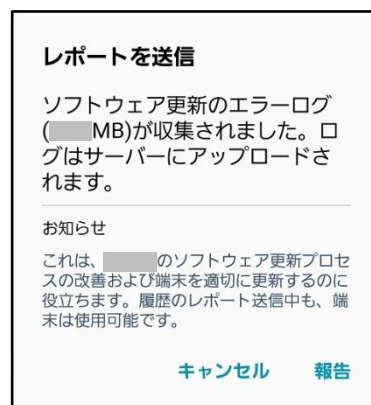 レポートを送信
ソフトウェア更新のエラーログ
(MB)が収集されました。ロ
グはサーバーにアップロードさ
れます。
お知らせ
これは、のソフトウェア更新プロセ
スの改善および端末を適切に更新するのに
役立ちます。履歴のレポート送信中も、端
末は使用可能です。
キャンセル 報告